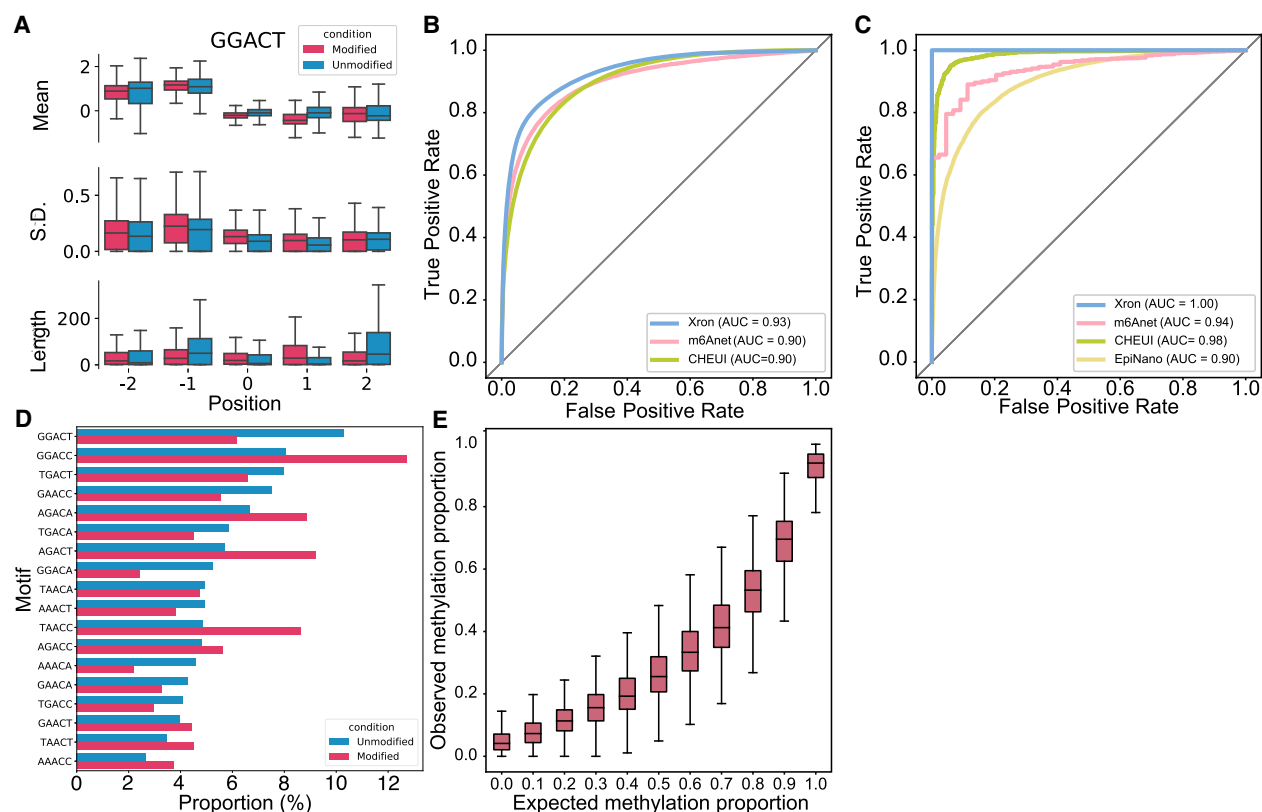 A
GGACT
condition
Modified
Unmodified
Mean
2
0
S.D.
0.5
0.0
Length
200
0
-2 -1 0 1 2
Position
B
True Positive Rate
1.0
0.8
0.6
0.4
0.2
0.0
Xron (AUC = 0.93)
m6Anet (AUC = 0.90)
CHEUI (AUC=0.90)
0.0 0.2 0.4 0.6 0.8 1.0
False Positive Rate
C
True Positive Rate
1.0
0.8
0.6
0.4
0.2
0.0
Xron (AUC = 1.00)
m6Anet (AUC = 0.94)
CHEUI (AUC= 0.98)
EpiNano (AUC = 0.90)
0.0 0.2 0.4 0.6 0.8 1.0
False Positive Rate
D
Motif
GGACT
GGACC
TGACT
GAACC
AGACA
TGACA
AGACT
GGACA
TAACA
AAACT
TAACC
AGACC
AAACA
GAACA
TGACC
GAACT
TAACT
AAACC
condition
Unmodified
Modified
0 2 4 6 8 10 12
Proportion (%)
E
Observed methylation proportion
1.0
0.8
0.6
0.4
0.2
0.0
0.0 0.1 0.2 0.3 0.4 0.5 0.6 0.7 0.8 0.9 1.0
Expected methylation proportion